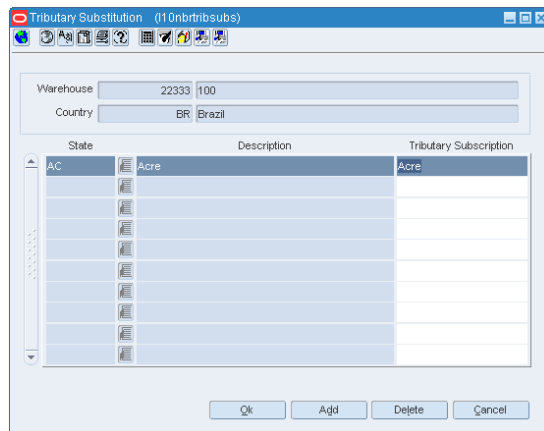 Tributary Substitution (l10nbrtribsubs)
Warehouse 22333 100
Country BR Brazil
State Description Tributary Subscription
AC Acre Acre
Ok Add Delete Cancel